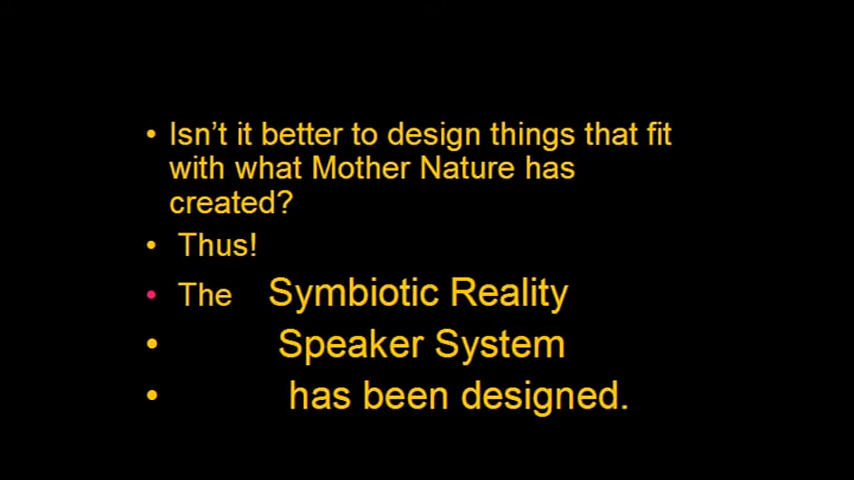 • Isn't it better to design things that fit
with what Mother Nature has
created?
• Thus!
• The Symbiotic Reality
• Speaker System
• has been designed.